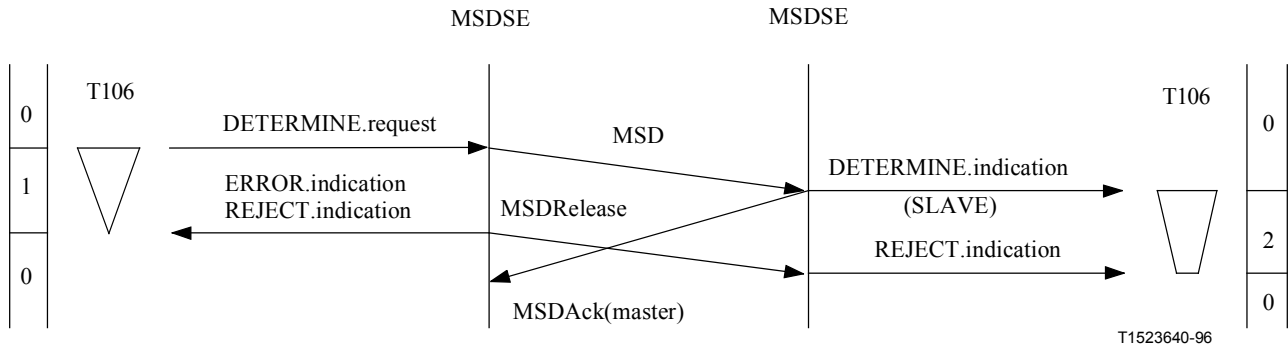 MSDSE MSDSE
T106 T106
0 0
DETERMINE.request MSD
DETERMINE.indication
1 ERROR.indication
REJECT.indication MSDRelease (SLAVE)
2
REJECT.indication
0
MSDAck(master) 0
T1523640-96